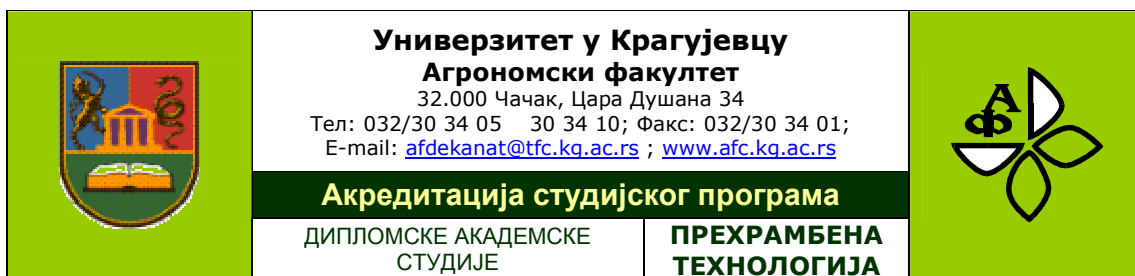 Универзитет у Крагујевцу
Агрономски факултет
32.000 Чачак, Цара Душана 34
Тел: 032/30 34 05    30 34 10; Факс: 032/30 34 01;
E-mail: afdekanat@tfc.kg.ac.rs ; www.afc.kg.ac.rs
АФ
Акредитација студијског програма
ДИПЛОМСКЕ АКАДЕМСКЕ
СТУДИЈЕ
ПРЕХРАМБЕНА
ТЕХНОЛОГИЈА